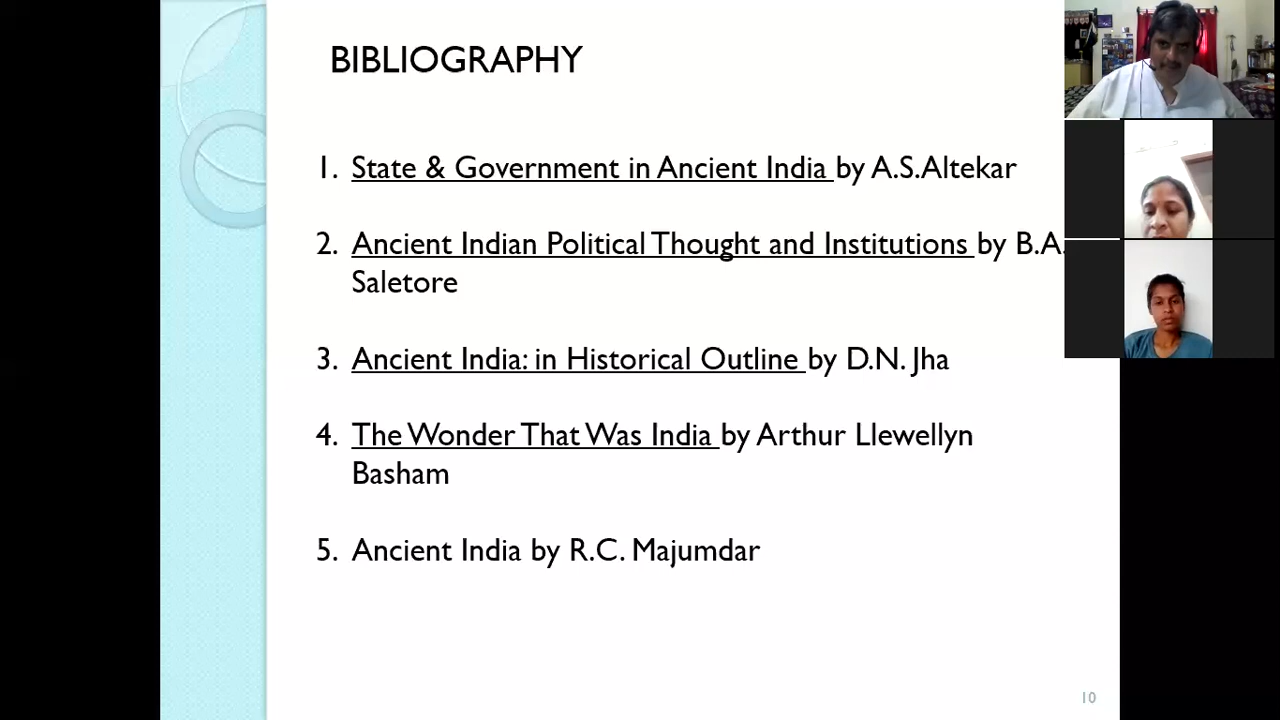 BIBLIOGRAPHY
1. State & Government in Ancient India by A.S.Altekar
2. Ancient Indian Political Thought and Institutions by B.A.
Saletore
3. Ancient India: in Historical Outline by D.N. Jha
4. The Wonder That Was India by Arthur Llewellyn
Basham
5. Ancient India by R.C. Majumdar
10